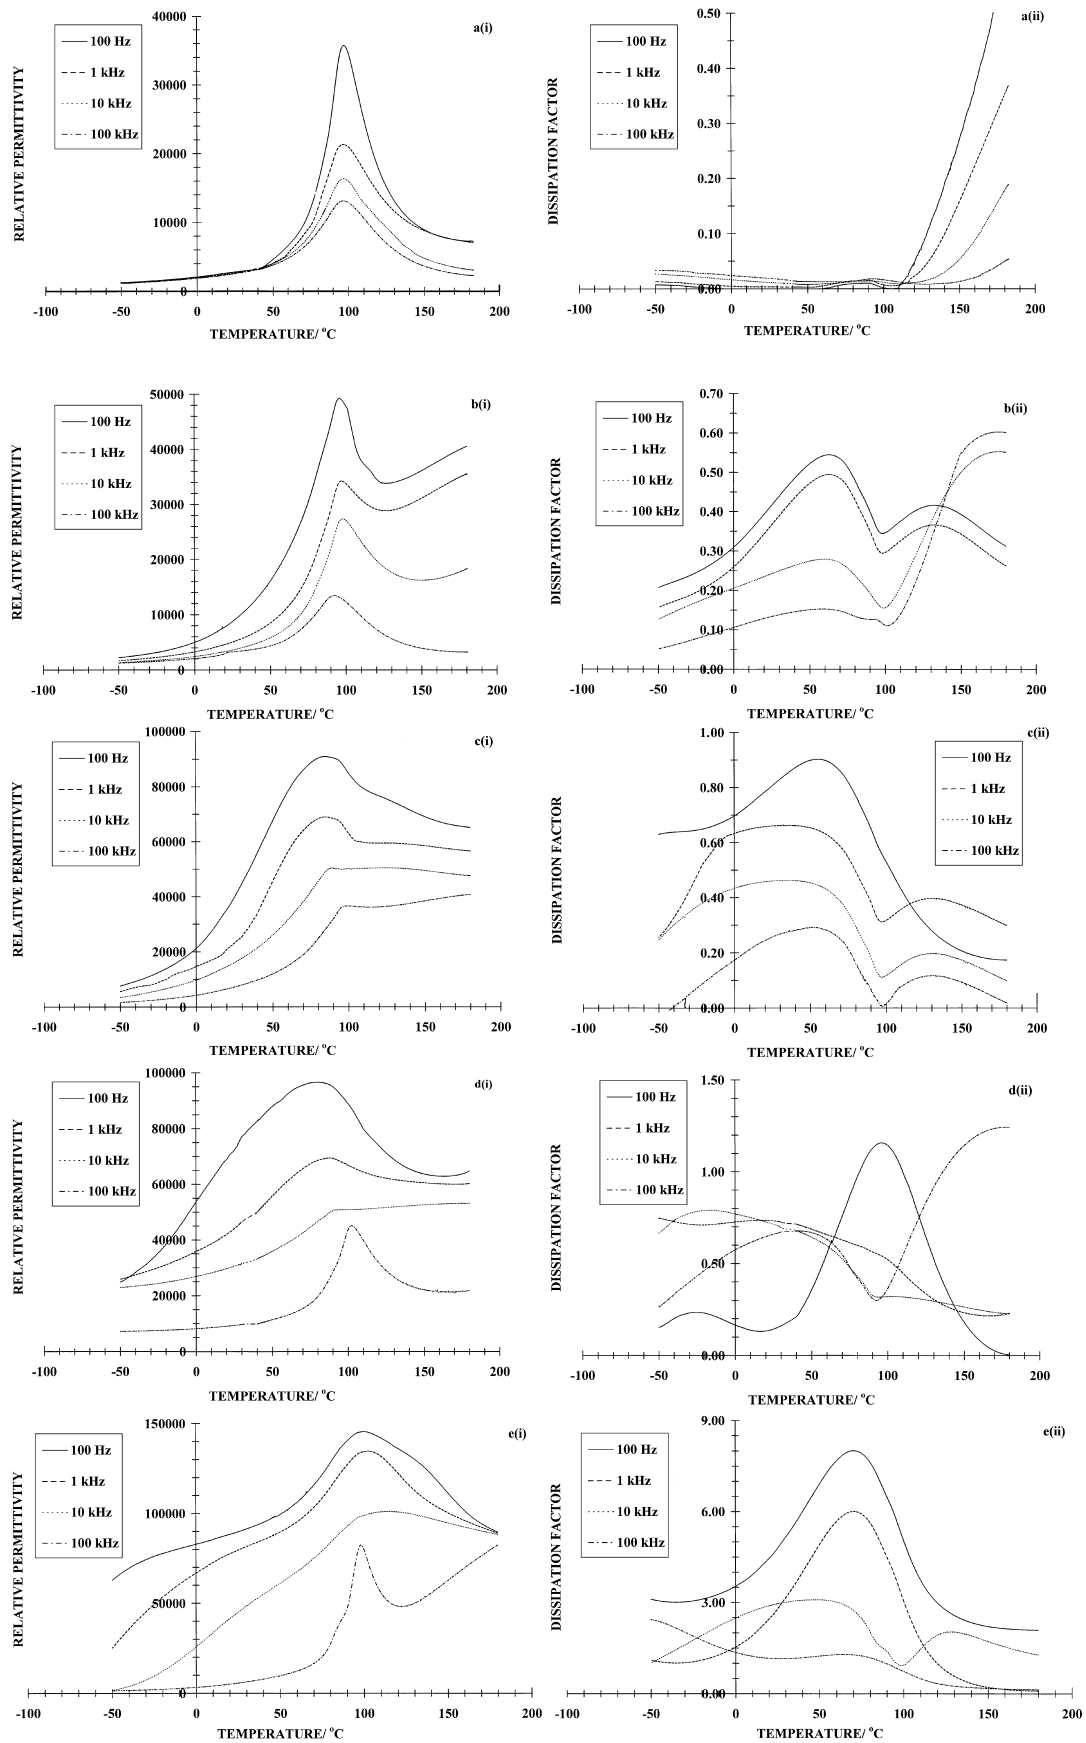 a(i)
RELATIVE PERMITTIVITY
100 Hz
1 kHz
10 kHz
100 kHz
40000
30000
20000
10000
0
-100 -50 0 50 100 150 200
TEMPERATURE/ °C
a(ii)
DISSIPATION FACTOR
100 Hz
1 kHz
10 kHz
100 kHz
0.50
0.40
0.30
0.20
0.10
0.00
-100 -50 0 50 100 150 200
TEMPERATURE/ °C
b(i)
RELATIVE PERMITTIVITY
100 Hz
1 kHz
10 kHz
100 kHz
50000
40000
30000
20000
10000
0
-100 -50 0 50 100 150 200
TEMPERATURE/ °C
b(ii)
DISSIPATION FACTOR
100 Hz
1 kHz
10 kHz
100 kHz
0.70
0.60
0.50
0.40
0.30
0.20
0.10
0.00
-100 -50 0 50 100 150 200
TEMPERATURE/ °C
c(i)
RELATIVE PERMITTIVITY
100 Hz
1 kHz
10 kHz
100 kHz
100000
80000
60000
40000
20000
0
-100 -50 0 50 100 150 200
TEMPERATURE/ °C
c(ii)
DISSIPATION FACTOR
100 Hz
1 kHz
10 kHz
100 kHz
1.00
0.80
0.60
0.40
0.20
0.00
-100 -50 0 50 100 150 200
TEMPERATURE/ °C
d(i)
RELATIVE PERMITTIVITY
100 Hz
1 kHz
10 kHz
100 kHz
100000
80000
60000
40000
20000
0
-100 -50 0 50 100 150 200
TEMPERATURE/ °C
d(ii)
DISSIPATION FACTOR
100 Hz
1 kHz
10 kHz
100 kHz
1.50
1.00
0.50
0.00
-100 -50 0 50 100 150 200
TEMPERATURE/ °C
e(i)
RELATIVE PERMITTIVITY
100 Hz
1 kHz
10 kHz
100 kHz
150000
100000
50000
0
-100 -50 0 50 100 150 200
TEMPERATURE/ °C
e(ii)
DISSIPATION FACTOR
100 Hz
1 kHz
10 kHz
100 kHz
9.00
6.00
3.00
0.00
-100 -50 0 50 100 150 200
TEMPERATURE/ °C